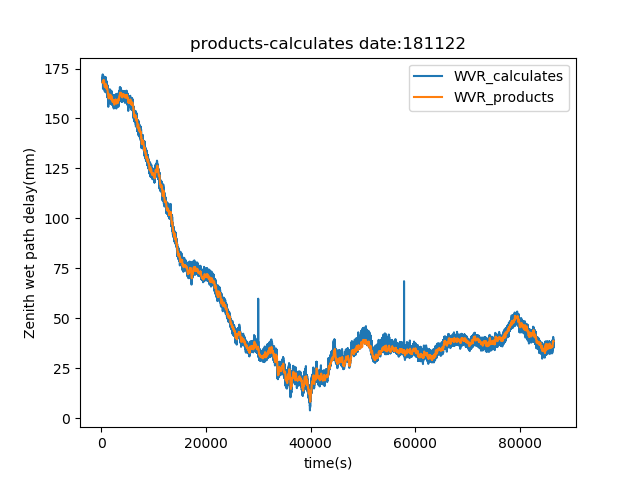 products-calculates date:181122
WVR_calculates
WVR_products
Zenith wet path delay(mm)
175
150
125
100
75
50
25
0
0 20000 40000 60000 80000
time(s)